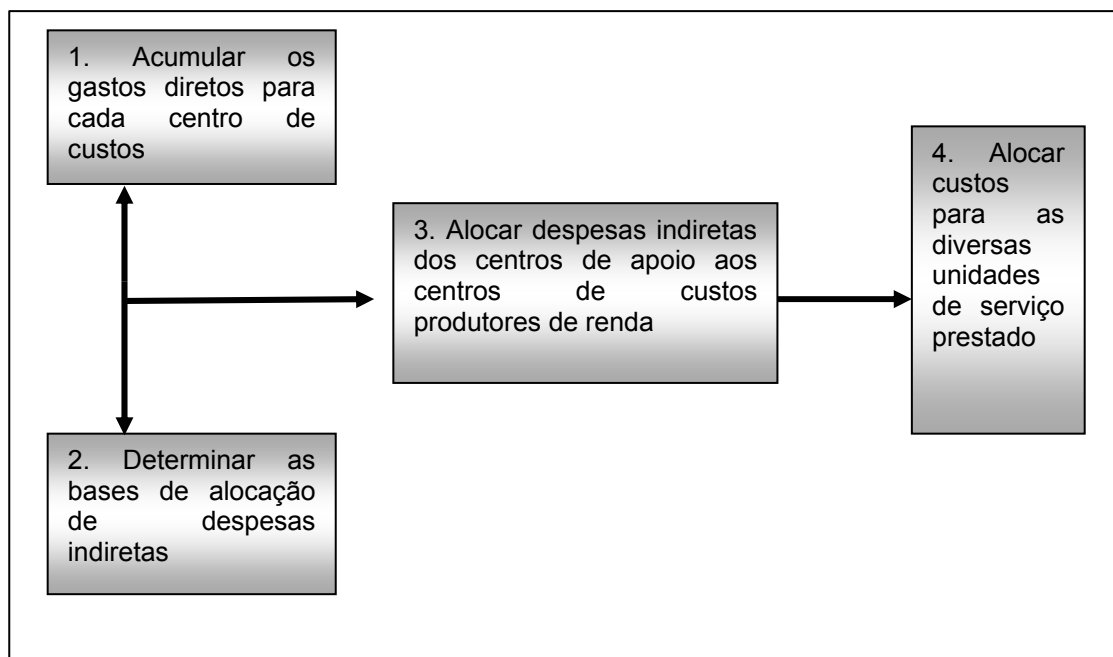 1. Acumular os
gastos diretos para
cada centro de
custos
2. Determinar as
bases de alocação
de despesas
indiretas
3. Alocar despesas indiretas
dos centros de apoio aos
centros de custos
produtores de renda
4. Alocar
custos
para as
diversas
unidades
de serviço
prestado